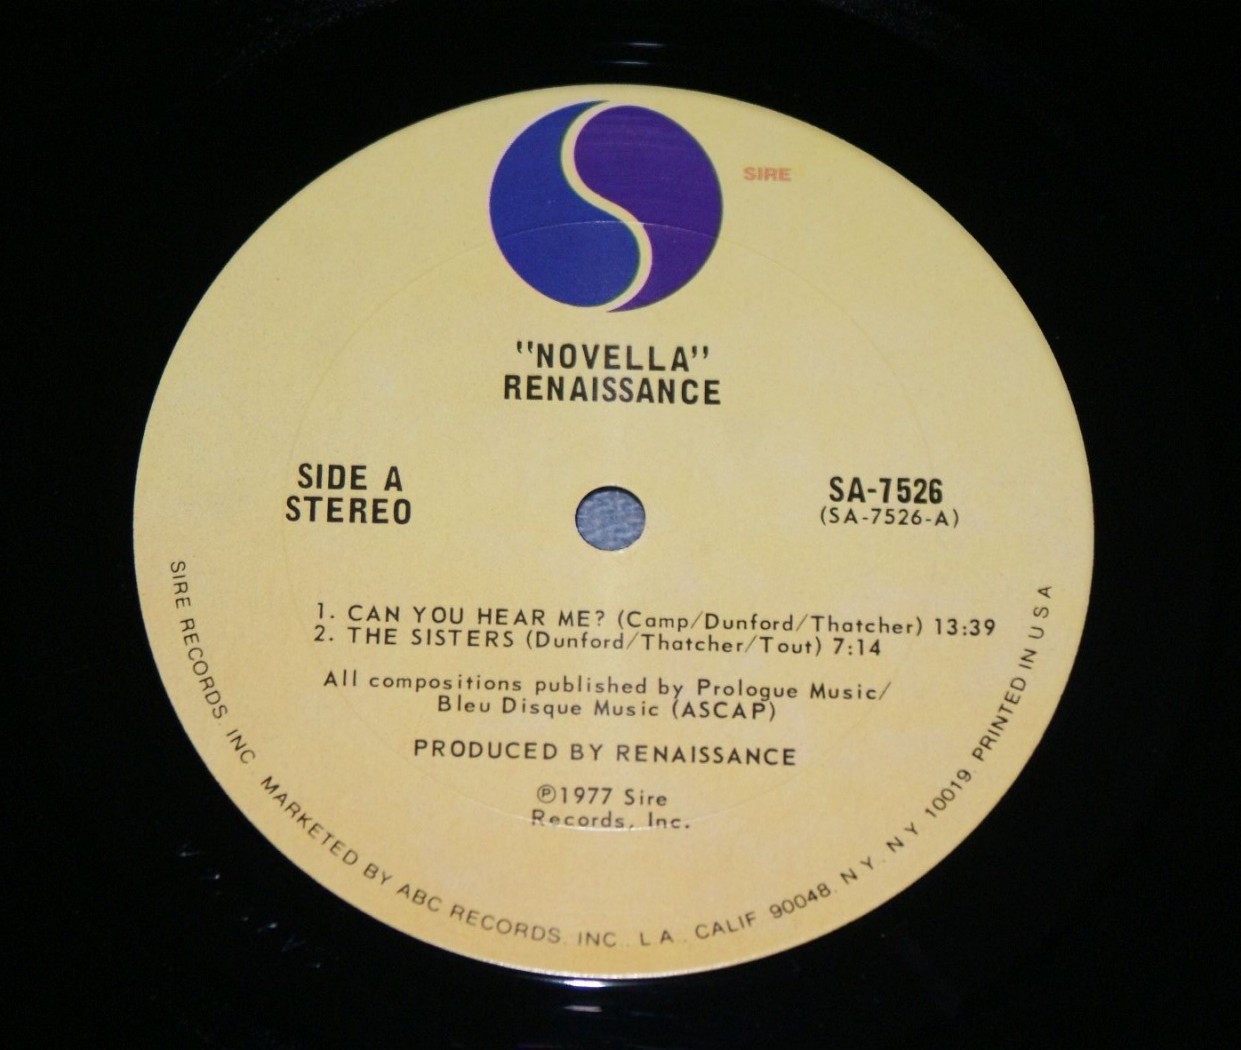 SIRE
"NOVELLA"
RENAISSANCE
SIDE A
STEREO
SA-7526
(SA-7526-A)
1. CAN YOU HEAR ME? (Camp/Dunford/Thatcher) 13:39
2. THE SISTERS (Dunford/Thatcher/Tout) 7:14
All compositions published by Prologue Music/
Bleu Disque Music (ASCAP)
PRODUCED BY RENAISSANCE
℗1977 Sire
Records, Inc.
SIRE RECORDS, INC. MARKETED BY ABC RECORDS, INC., L.A., CALIF. 90048. N.Y., N.Y. 10019. PRINTED IN U S A